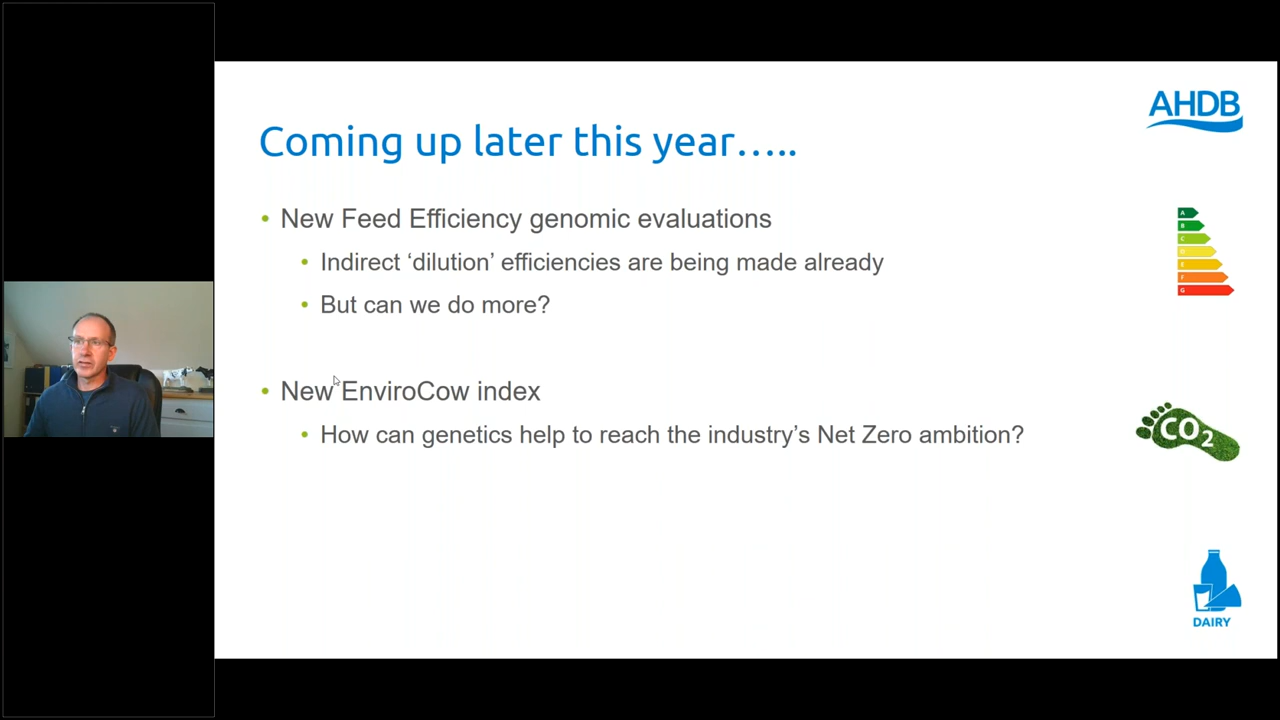 AHDB
Coming up later this year…..
• New Feed Efficiency genomic evaluations
• Indirect ‘dilution’ efficiencies are being made already
• But can we do more?
• New EnviroCow index
• How can genetics help to reach the industry’s Net Zero ambition?
A
B
C
D
E
F
G
CO2
DAIRY